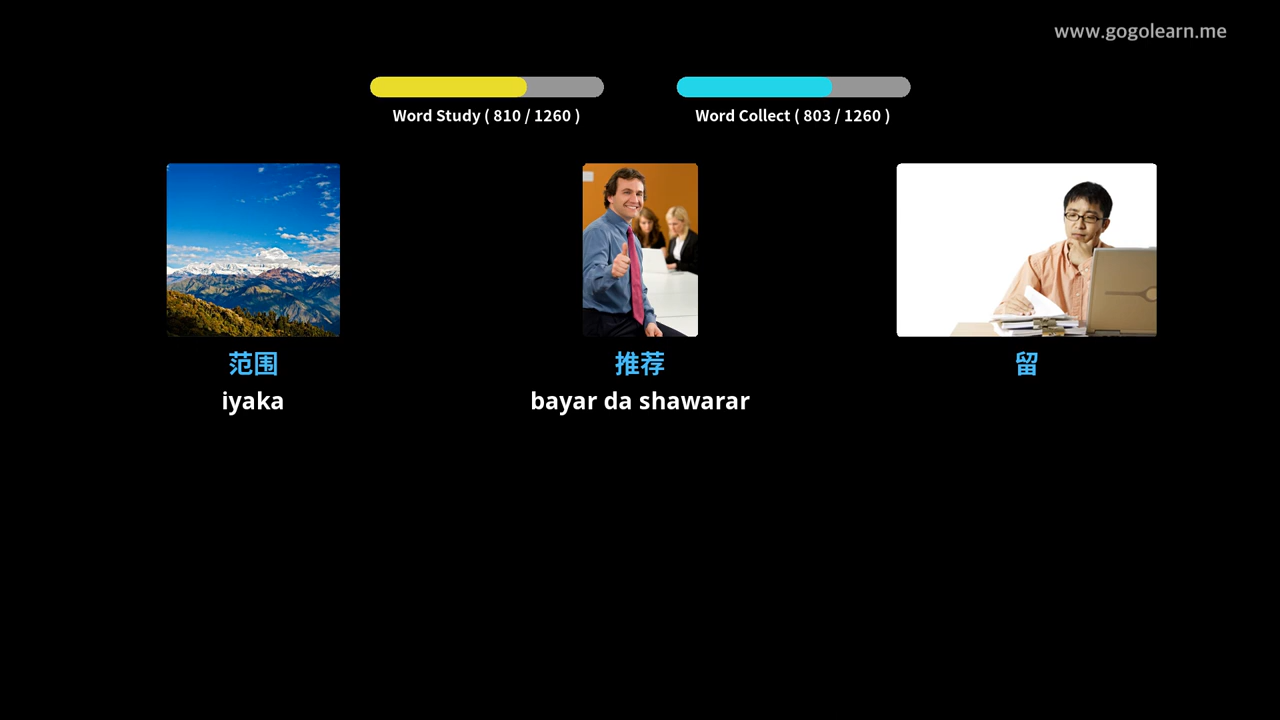 www.gogolearn.me
Word Study ( 810 / 1260 )
Word Collect ( 803 / 1260 )
范围
iyaka
推荐
bayar da shawarar
留